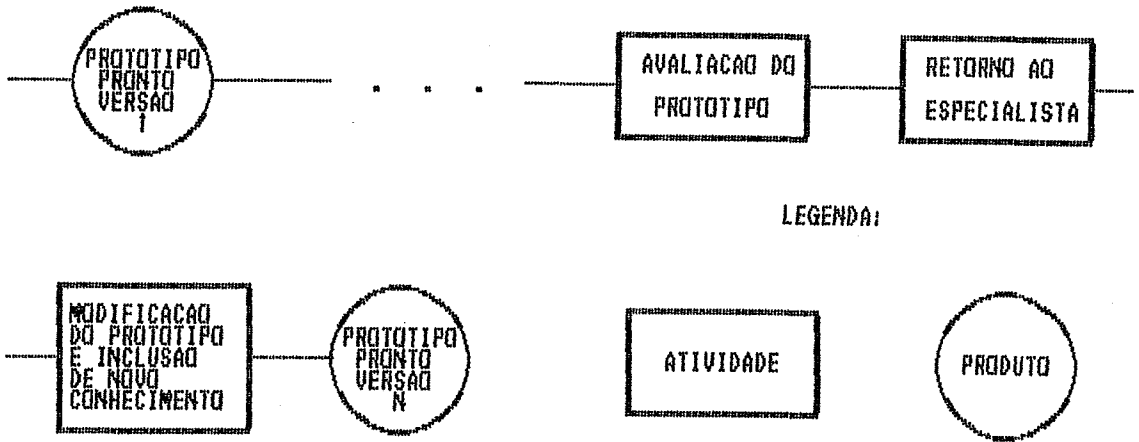 PROTOTIPO
PRONTO
VERSAO
1
. . .
AVALIACAO DO
PROTOTIPO
RETORNO AO
ESPECIALISTA
LEGENDA:
MODIFICACAO
DO PROTOTIPO
E INCLUSAO
DE NOVO
CONHECIMENTO
PROTOTIPO
PRONTO
VERSAO
N
ATIVIDADE
PRODUTO